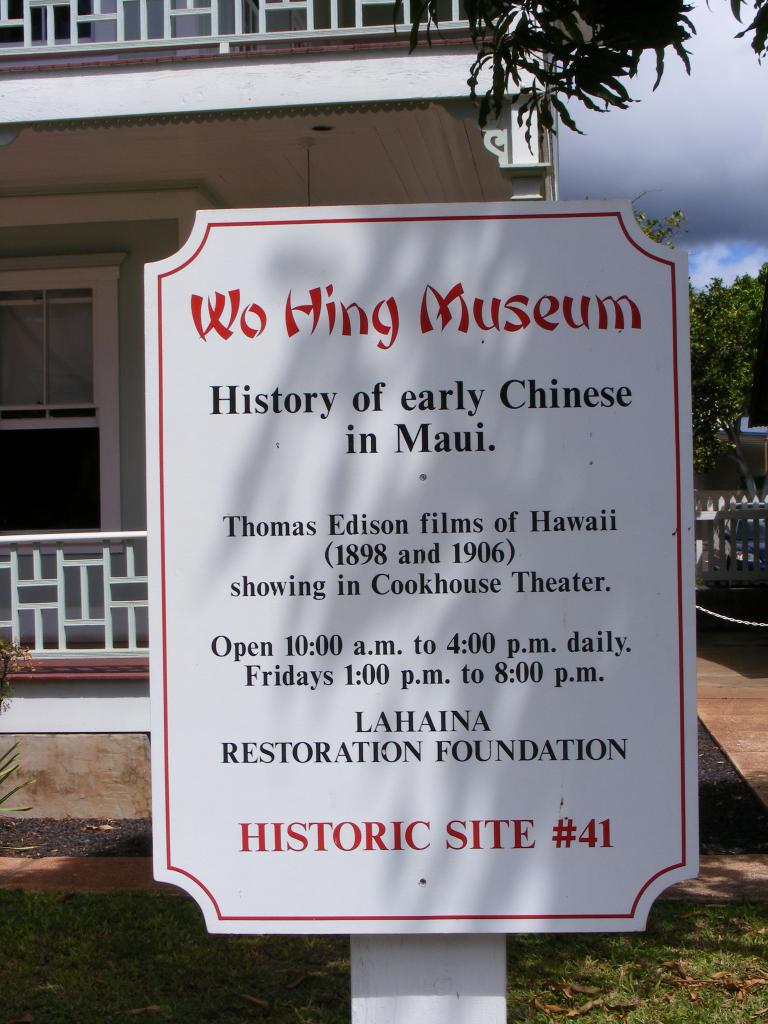 Wo Hing Museum
History of early Chinese
in Maui.
Thomas Edison films of Hawaii
(1898 and 1906)
showing in Cookhouse Theater.
Open 10:00 a.m. to 4:00 p.m. daily.
Fridays 1:00 p.m. to 8:00 p.m.
LAHAINA
RESTORATION FOUNDATION
HISTORIC SITE #41